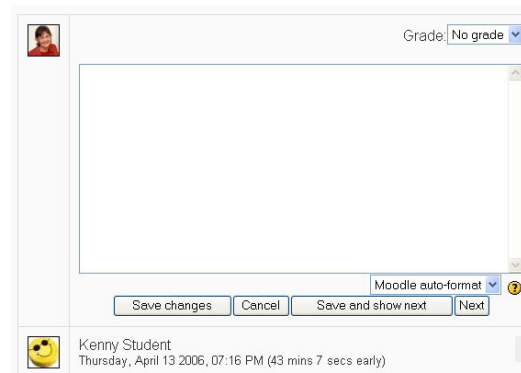 Grade: No grade
Moodle auto-format
Save changes Cancel Save and show next Next
Kenny Student
Thursday, April 13 2006, 07:16 PM (43 mins 7 secs early)